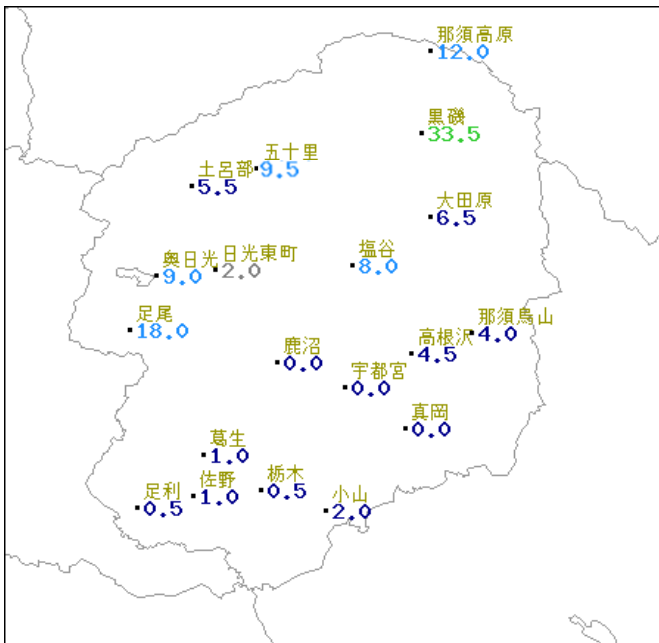 那須高原
12.0
黒磯
33.5
五十里
9.5
土呂部
5.5
大田原
6.5
塩谷
8.0
日光東町
2.0
奥日光
9.0
足尾
18.0
那須烏山
4.0
高根沢
4.5
鹿沼
0.0
宇都宮
0.0
真岡
0.0
葛生
1.0
佐野
1.0
栃木
0.5
足利
0.5
小山
2.0